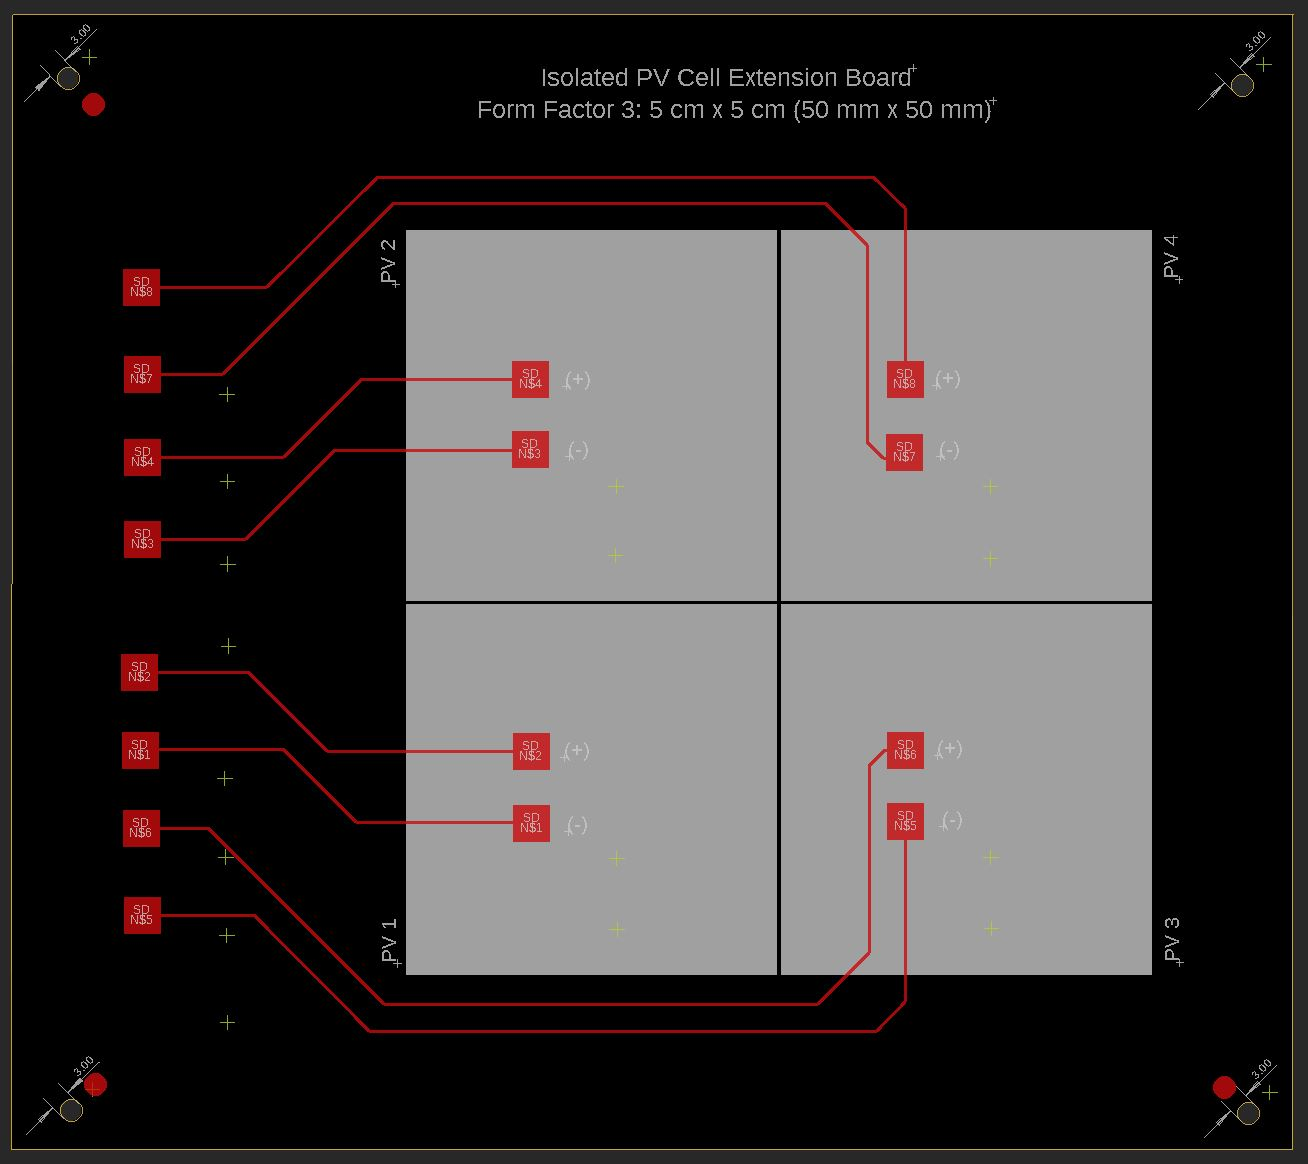 3.00
3.00
Isolated PV Cell Extension Board
Form Factor 3: 5 cm x 5 cm (50 mm x 50 mm)
PV 2
PV 4
SD
N$8
SD
N$7
SD
N$4
(+)
SD
N$8
(+)
SD
N$4
SD
N$3
(-)
SD
N$7
(-)
SD
N$3
SD
N$2
SD
N$1
SD
N$2
(+)
SD
N$6
(+)
SD
N$6
SD
N$1
(-)
SD
N$5
(-)
SD
N$5
PV 1
PV 3
3.00
3.00